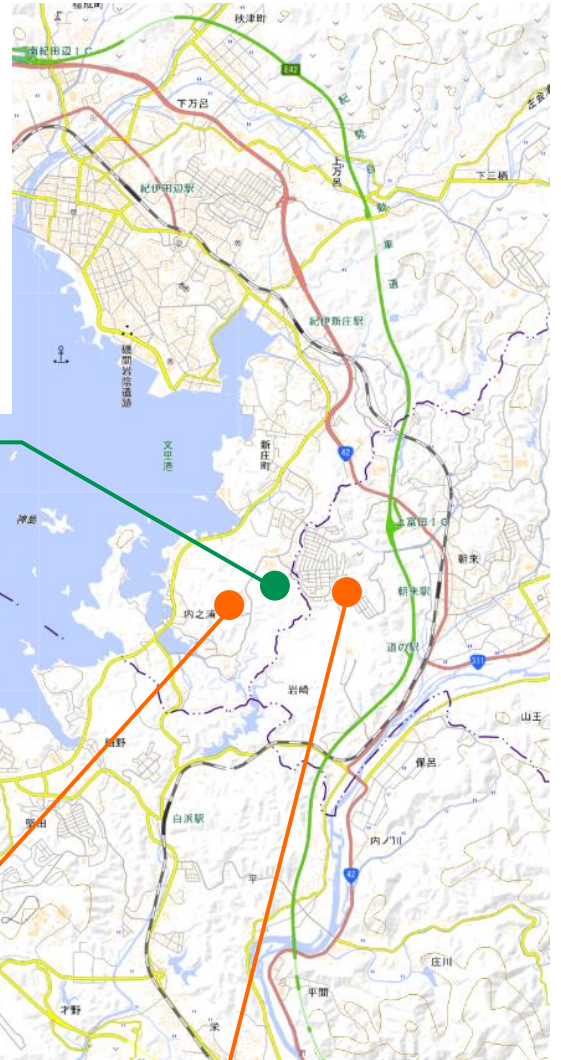 稲成町
秋津町
南紀田辺IC
E42
紀勢自動車道
下万呂
上万呂
下三栖
紀伊田辺駅
紀伊新庄駅
磯間岩陰遺跡
文里港
新庄町
42
神島
上富田IC
朝来
朝来駅
内之浦
道の駅
311
岩崎
山王
細野
保呂
堅田
白浜駅
内ノ川
平
42
庄川
平間
才野
栄